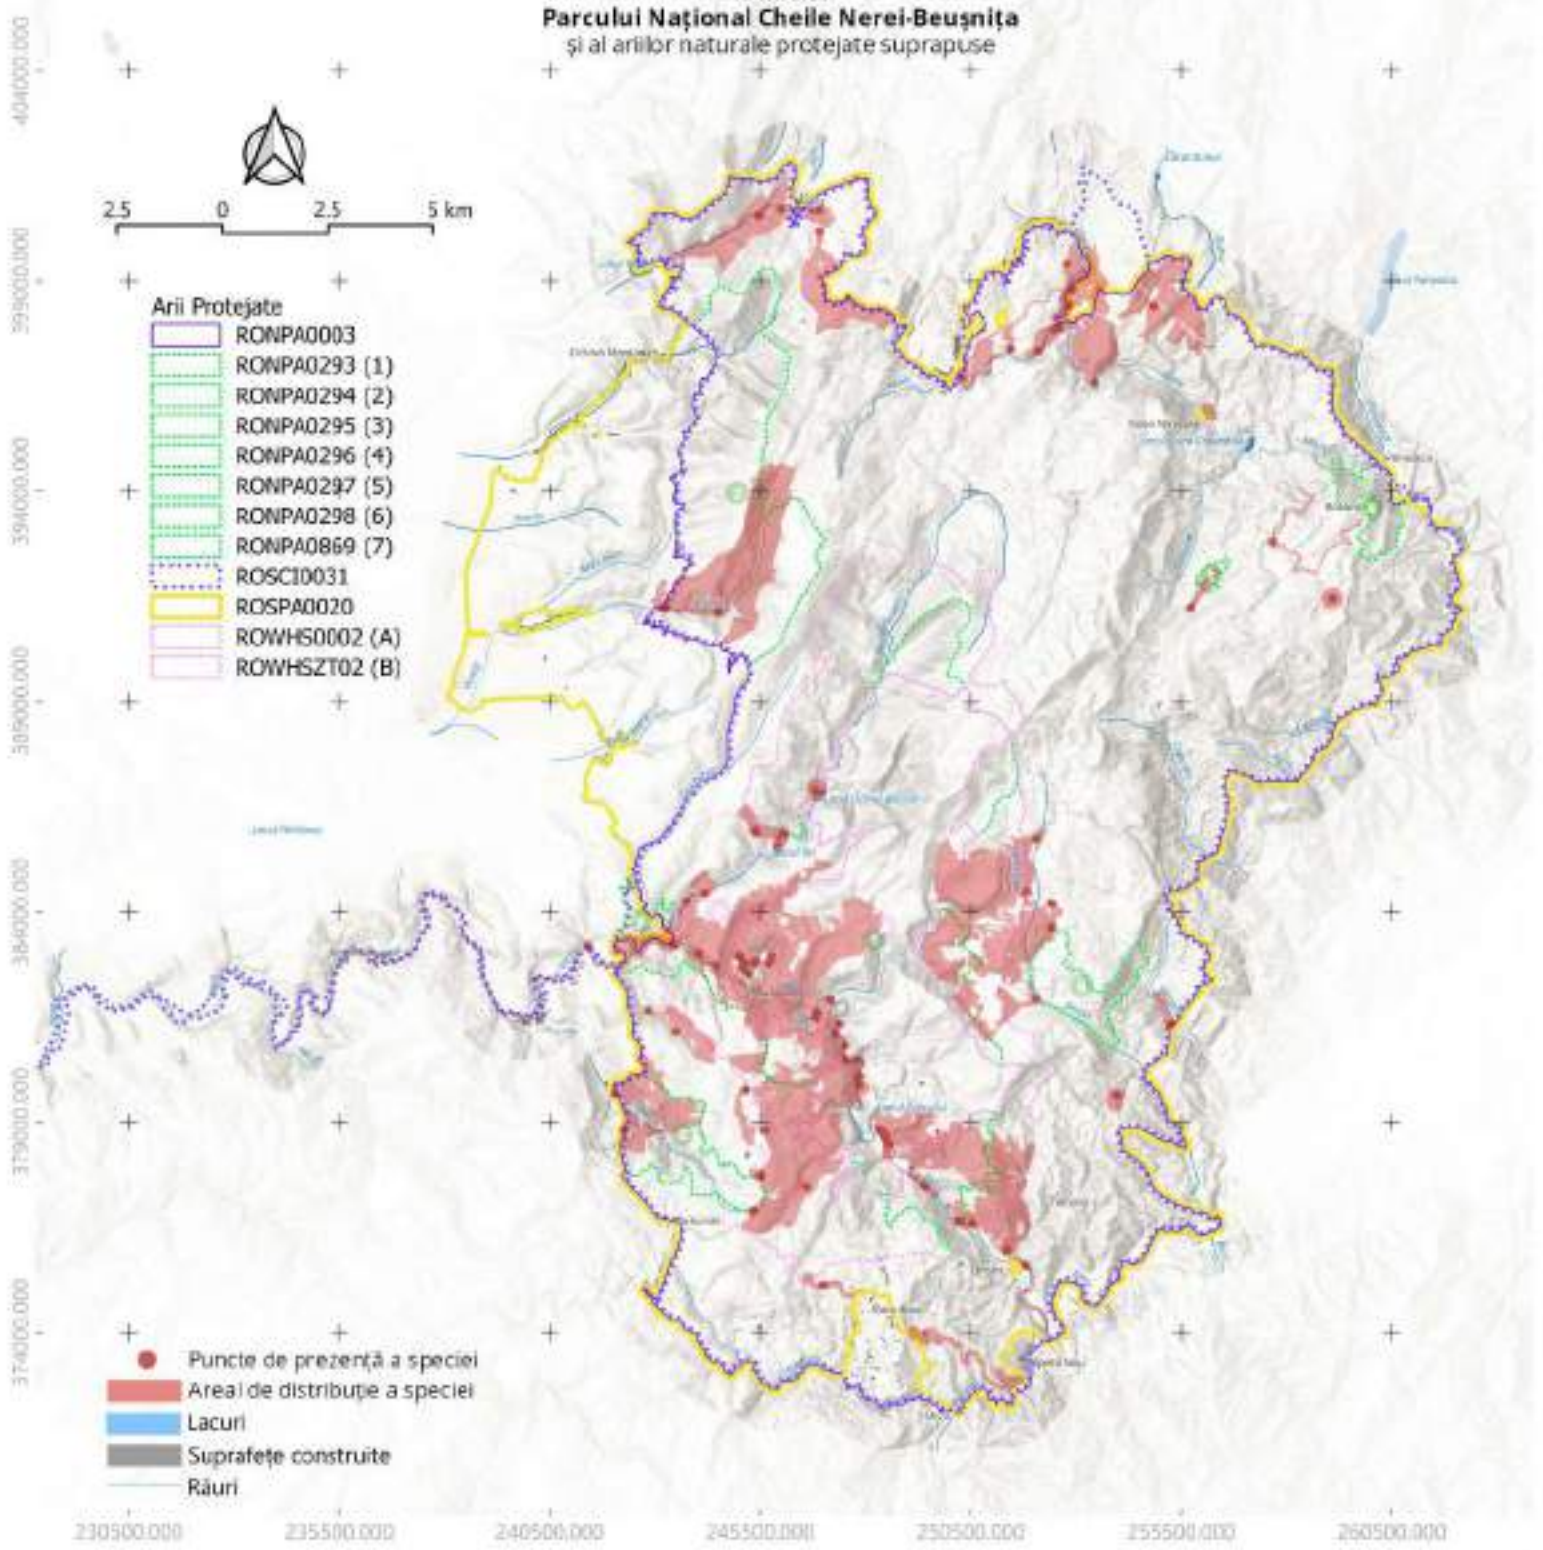 Parcului Național Cheile Nerei-Beușnița
și al ariilor naturale protejate suprapuse
2.5 0 2.5 5 km
Arii Protejate
RONPA0003
RONPA0293 (1)
RONPA0294 (2)
RONPA0295 (3)
RONPA0296 (4)
RONPA0297 (5)
RONPA0298 (6)
RONPA0869 (7)
ROSCI0031
ROSPA0020
ROWHS0002 (A)
ROWHSZT02 (B)
Puncte de prezență a speciei
Areal de distribuție a speciei
Lacuri
Suprafețe construite
Râuri
404000.000
399000.000
394000.000
389000.000
384000.000
379000.000
374000.000
230500.000 235500.000 240500.000 245500.000 250500.000 255500.000 260500.000